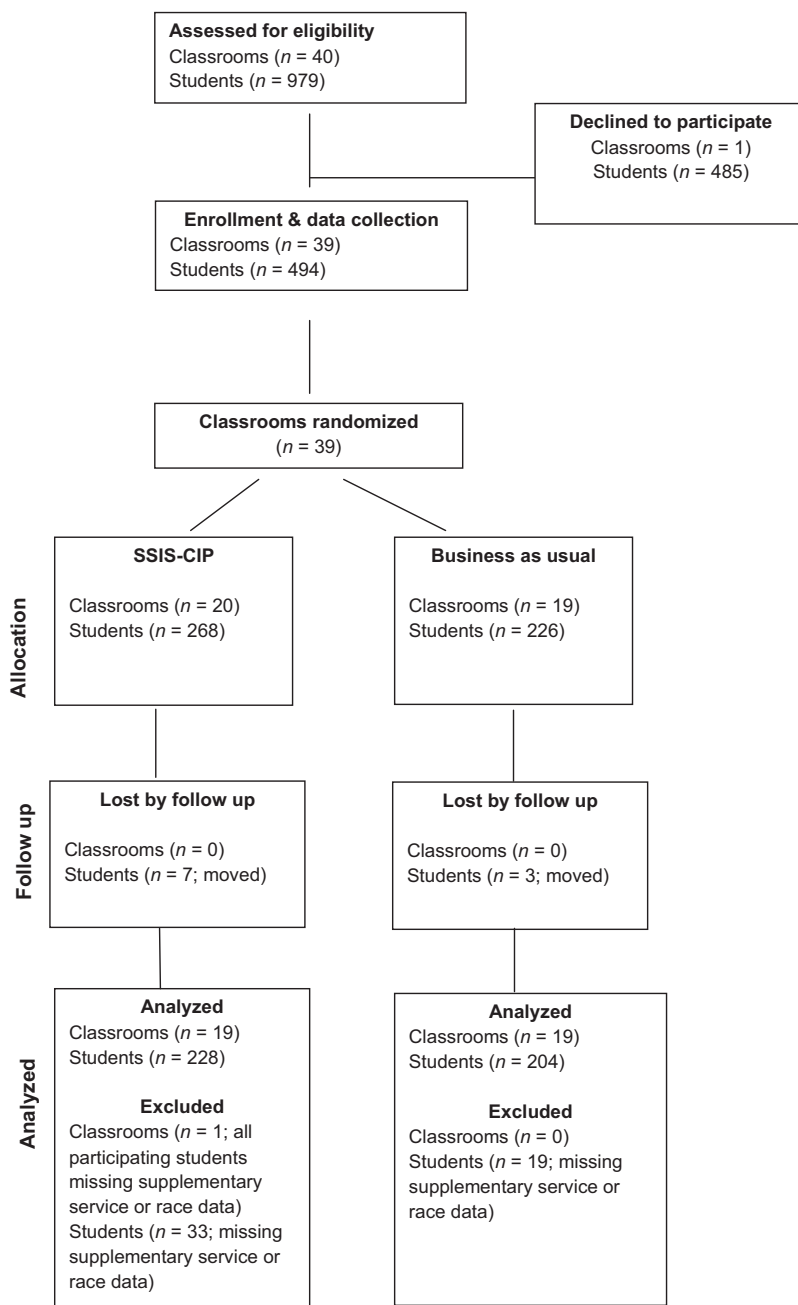 Assessed for eligibility
Classrooms (n = 40)
Students (n = 979)
Declined to participate
Classrooms (n = 1)
Students (n = 485)
Enrollment & data collection
Classrooms (n = 39)
Students (n = 494)
Classrooms randomized
(n = 39)
Allocation
SSIS-CIP
Classrooms (n = 20)
Students (n = 268)
Business as usual
Classrooms (n = 19)
Students (n = 226)
Follow up
Lost by follow up
Classrooms (n = 0)
Students (n = 7; moved)
Lost by follow up
Classrooms (n = 0)
Students (n = 3; moved)
Analyzed
Analyzed
Classrooms (n = 19)
Students (n = 228)
Excluded
Classrooms (n = 1; all
participating students
missing supplementary
service or race data)
Students (n = 33; missing
supplementary service or
race data)
Analyzed
Classrooms (n = 19)
Students (n = 204)
Excluded
Classrooms (n = 0)
Students (n = 19; missing
supplementary service or
race data)